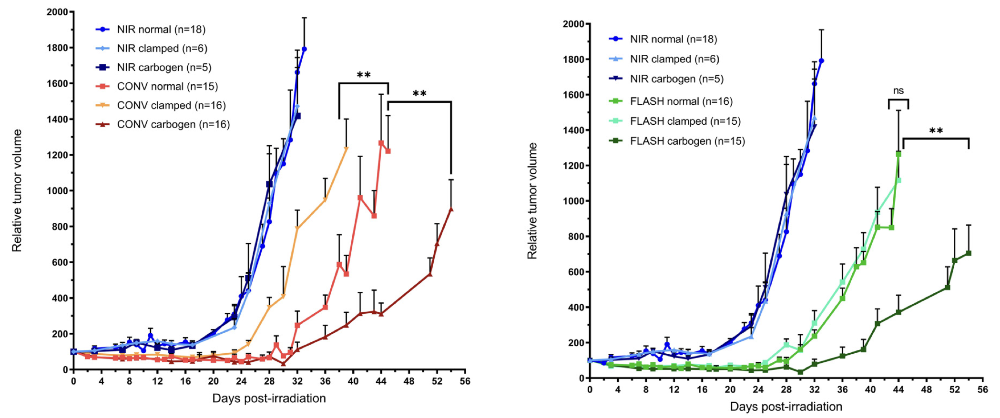 2000
1800
1600
1400
1200
1000
800
600
400
200
0
Relative tumor volume
NIR normal (n=18)
NIR clamped (n=6)
NIR carbogen (n=5)
CONV normal (n=15)
CONV clamped (n=16)
CONV carbogen (n=16)
**
**
0 4 8 12 16 20 24 28 32 36 40 44 48 52 56
Days post-irradiation
2000
1800
1600
1400
1200
1000
800
600
400
200
0
Relative tumor volume
NIR normal (n=18)
NIR clamped (n=6)
NIR carbogen (n=5)
FLASH normal (n=16)
FLASH clamped (n=15)
FLASH carbogen (n=15)
ns
**
0 4 8 12 16 20 24 28 32 36 40 44 48 52 56
Days post-irradiation